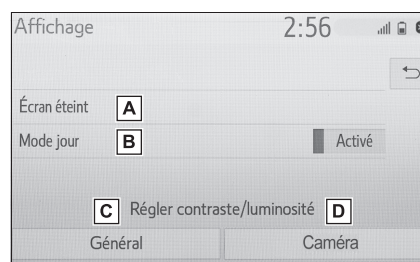 Affichage 2:56
Écran éteint A
Mode jour B Activé
C Régler contraste/luminosité D
Général Caméra